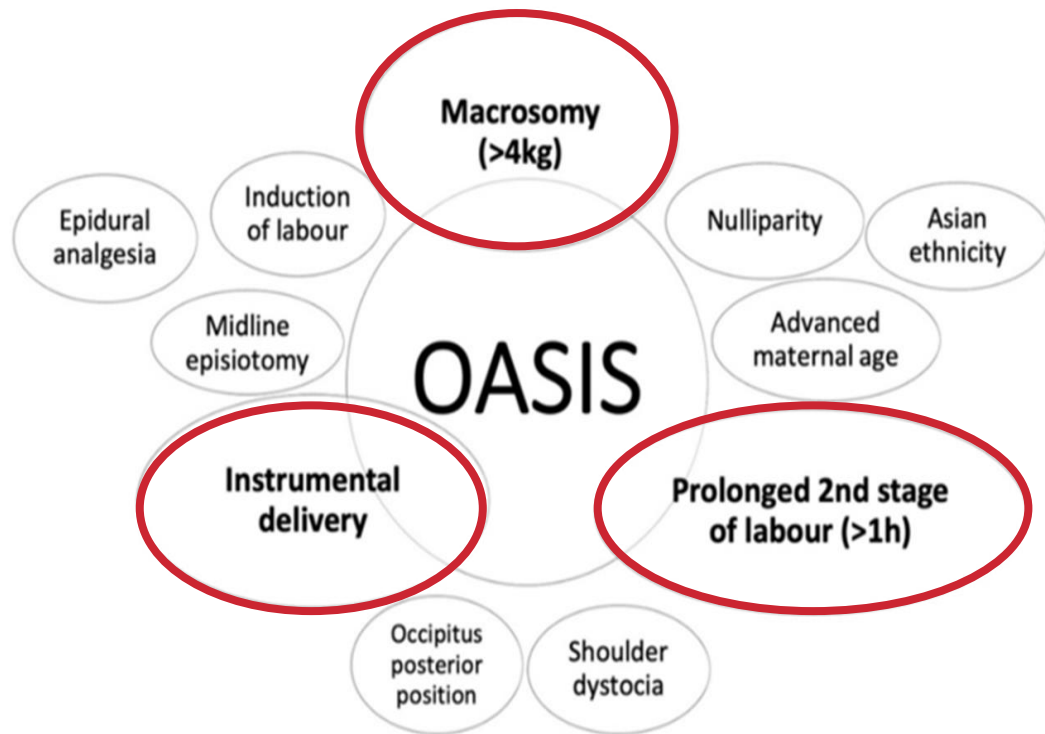 Macrosomy
(>4kg)
Epidural
analgesia
Induction
of labour
Nulliparity
Asian
ethnicity
Midline
episiotomy
Advanced
maternal age
OASIS
Instrumental
delivery
Prolonged 2nd stage
of labour (>1h)
Occipitus
posterior
position
Shoulder
dystocia